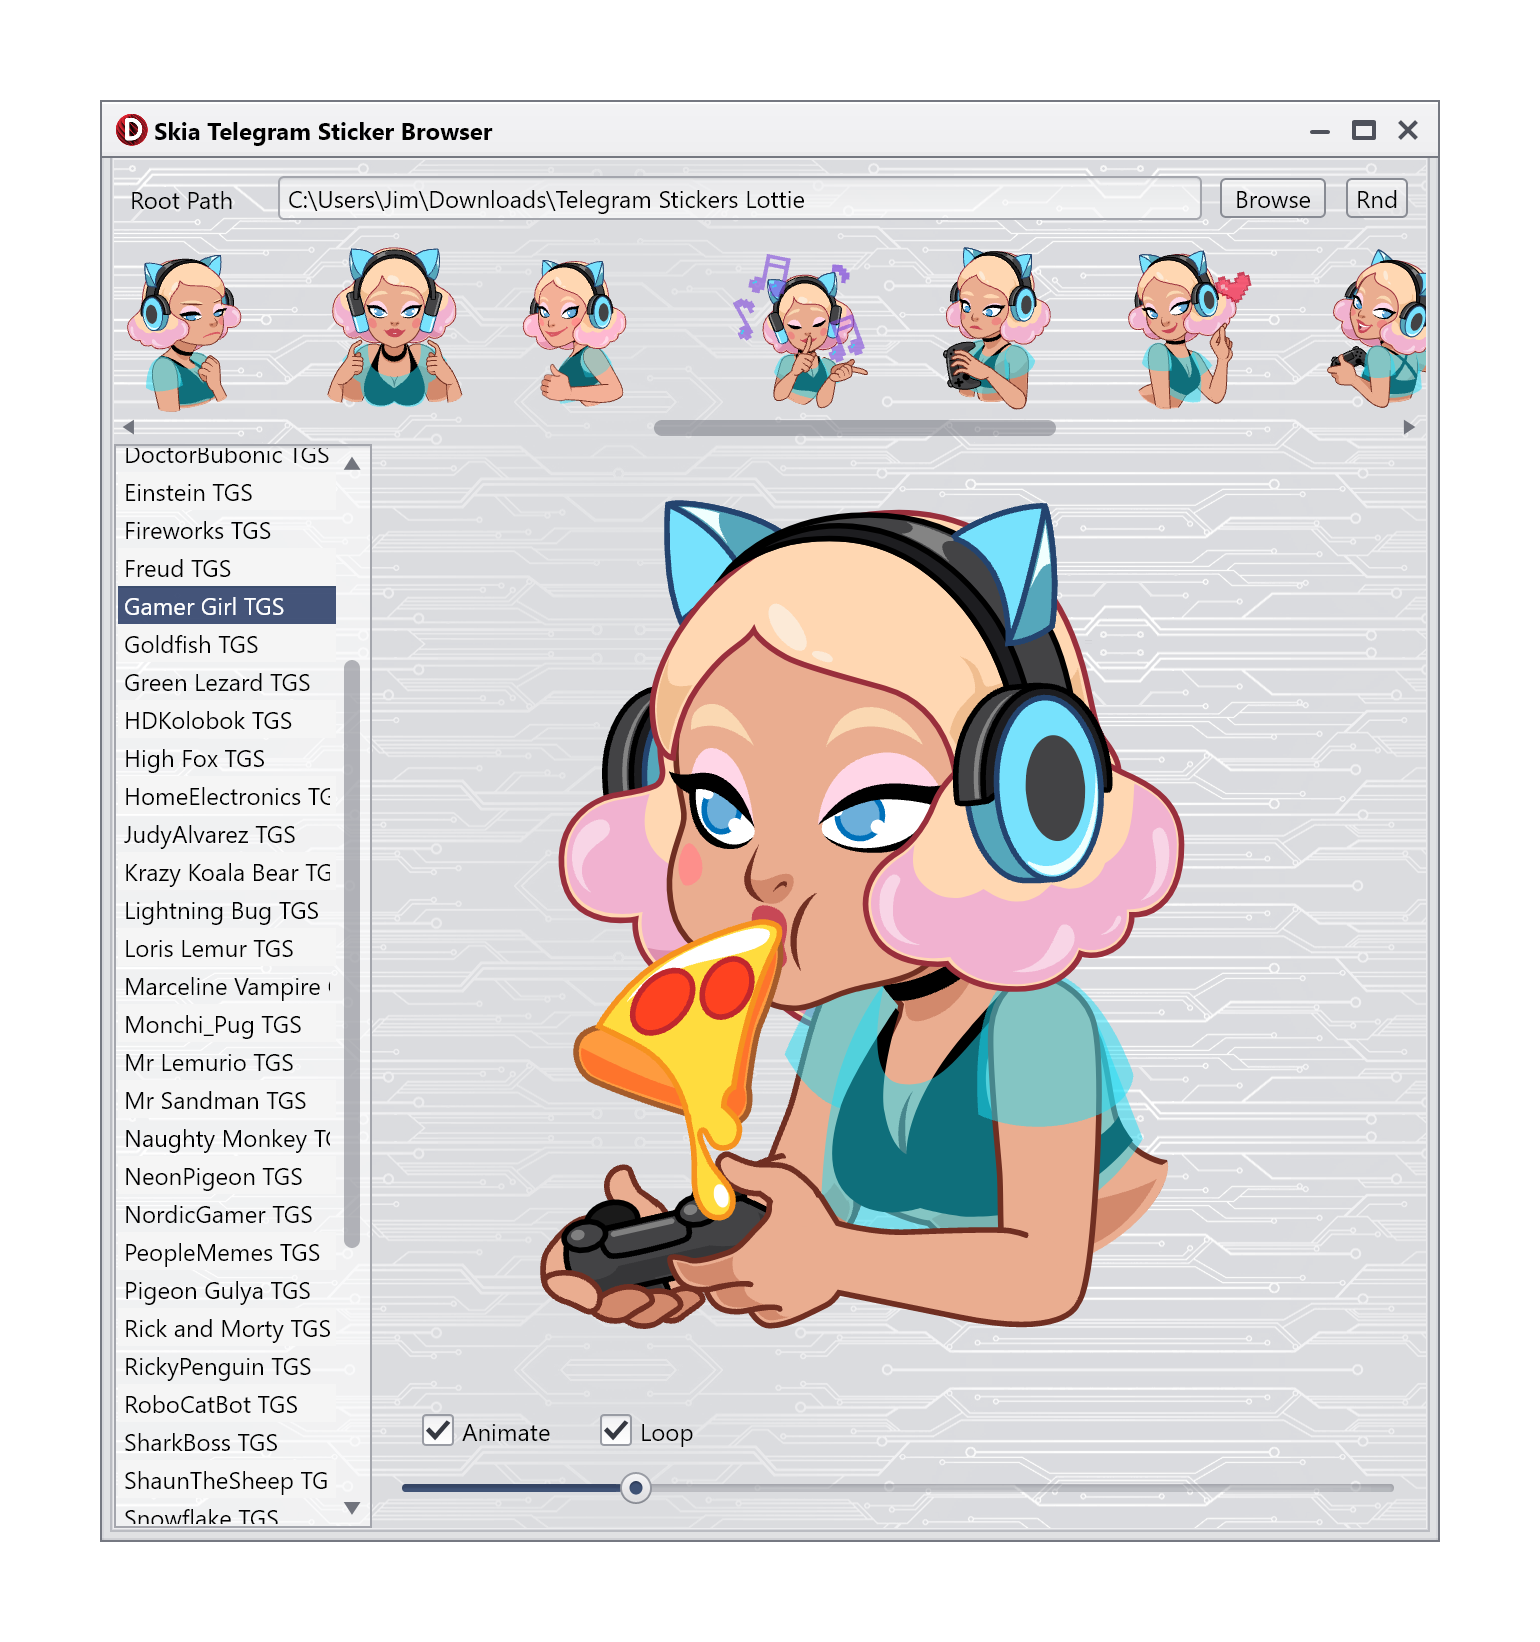 Skia Telegram Sticker Browser
Root Path
C:\Users\Jim\Downloads\Telegram Stickers Lottie
Browse
Rnd
DoctorBubonic TGS
Einstein TGS
Fireworks TGS
Freud TGS
Gamer Girl TGS
Goldfish TGS
Green Lezard TGS
HDKolobok TGS
High Fox TGS
HomeElectronics TG
JudyAlvarez TGS
Krazy Koala Bear TG
Lightning Bug TGS
Loris Lemur TGS
Marceline Vampire
Monchi_Pug TGS
Mr Lemurio TGS
Mr Sandman TGS
Naughty Monkey TG
NeonPigeon TGS
NordicGamer TGS
PeopleMemes TGS
Pigeon Gulya TGS
Rick and Morty TGS
RickyPenguin TGS
RoboCatBot TGS
SharkBoss TGS
ShaunTheSheep TG
Snowflake TGS
Animate
Loop